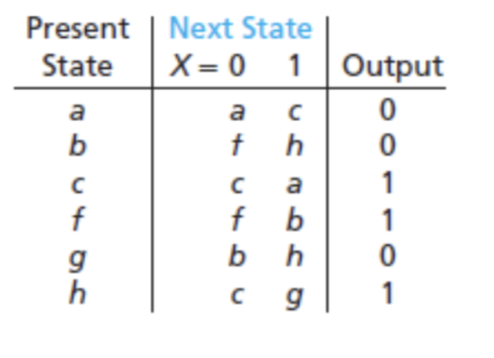 Present Next State
State X = 0 1 Output
a a c 0
b f h 0
c c a 1
f f b 1
g b h 0
h c g 1